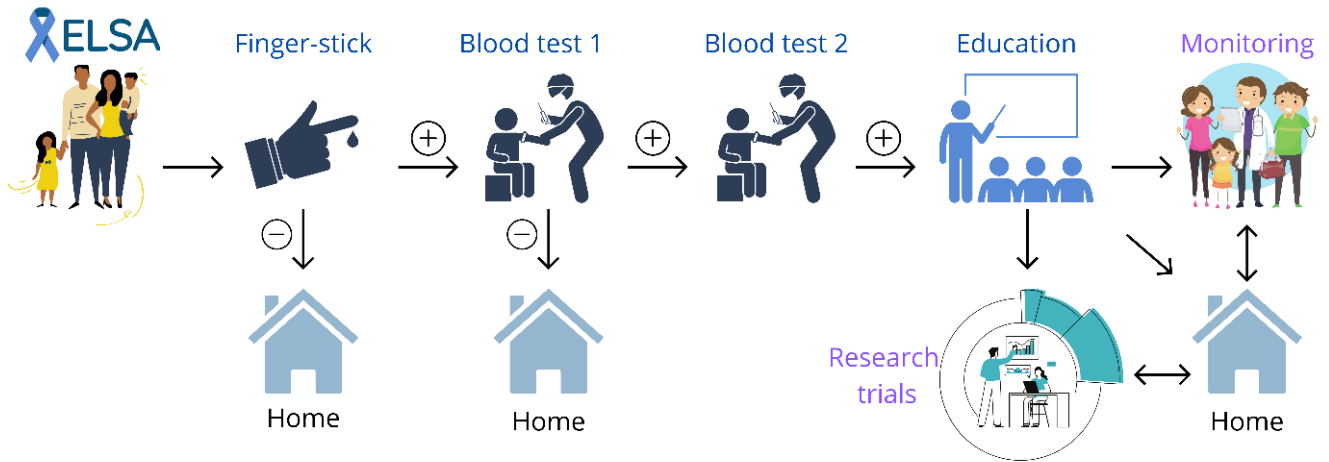 ELSA
Finger-stick
Blood test 1
Blood test 2
Education
Monitoring
+
+
+
−
−
Research
trials
Home
Home
Home